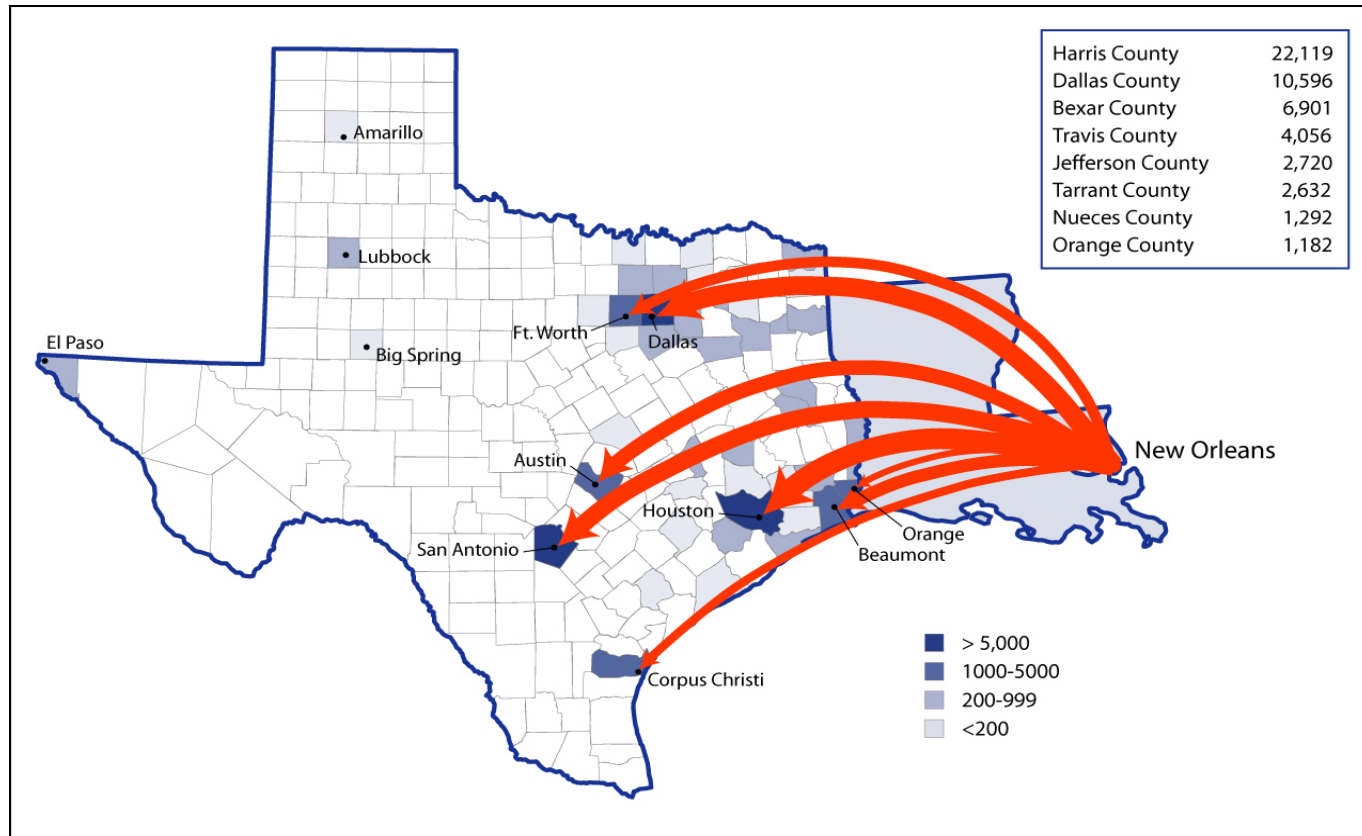 Harris County 22,119
Dallas County 10,596
Bexar County 6,901
Travis County 4,056
Jefferson County 2,720
Tarrant County 2,632
Nueces County 1,292
Orange County 1,182
Amarillo
Lubbock
El Paso
Ft. Worth
Dallas
Big Spring
New Orleans
Austin
Houston
Orange
San Antonio
Beaumont
Corpus Christi
> 5,000
1000-5000
200-999
<200